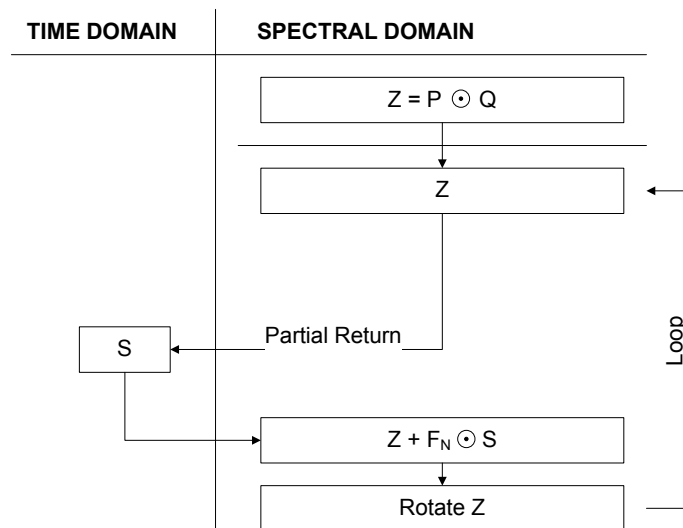 TIME DOMAIN
SPECTRAL DOMAIN
Z = P ⊙ Q
Z
Partial Return
S
Loop
Z + F_N ⊙ S
Rotate Z